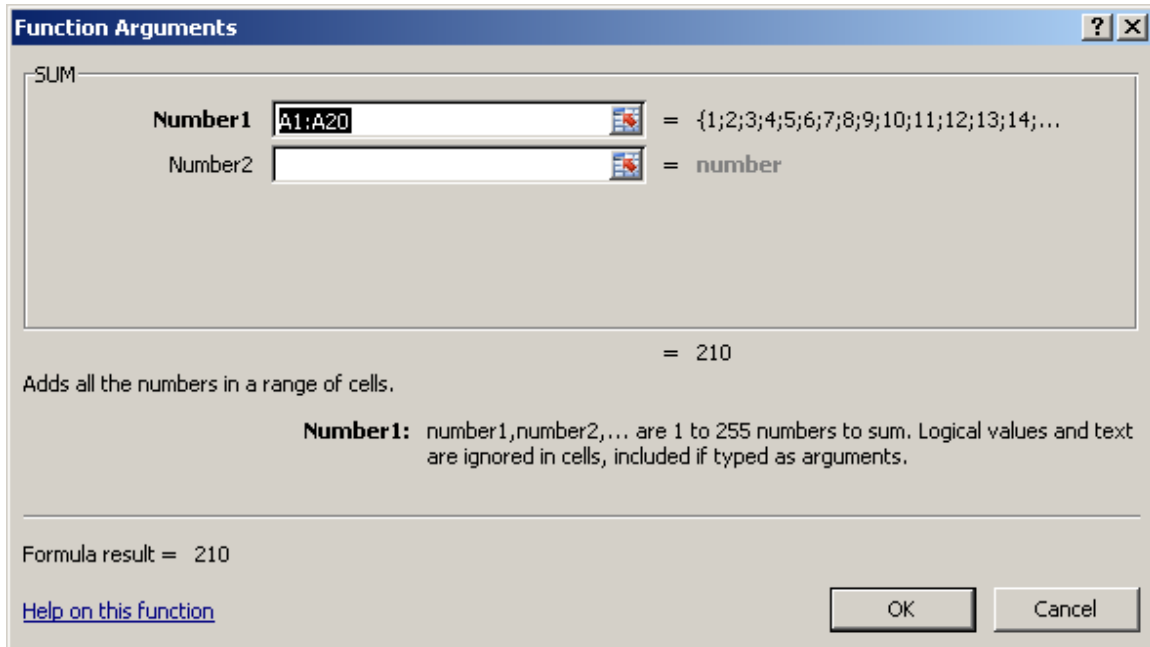 Function Arguments
SUM
Number1 A1:A20 = {1;2;3;4;5;6;7;8;9;10;11;12;13;14;...
Number2 = number
= 210
Adds all the numbers in a range of cells.
Number1: number1,number2,... are 1 to 255 numbers to sum. Logical values and text
are ignored in cells, included if typed as arguments.
Formula result = 210
Help on this function
OK Cancel